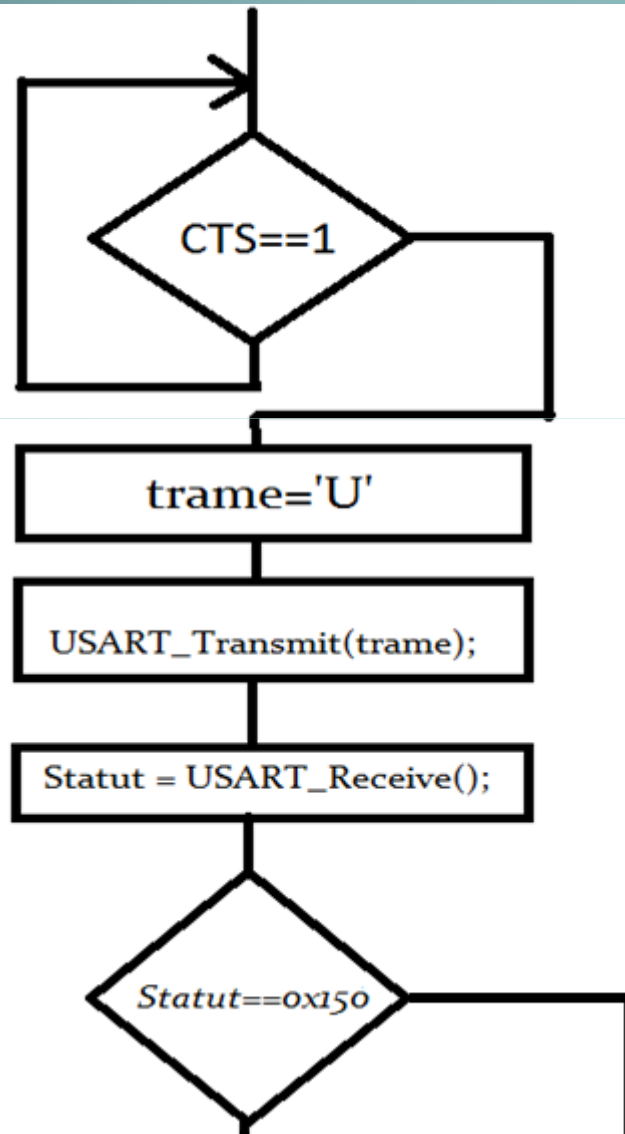 CTS==1
trame='U'
USART_Transmit(trame);
Statut = USART_Receive();
Statut==0x150